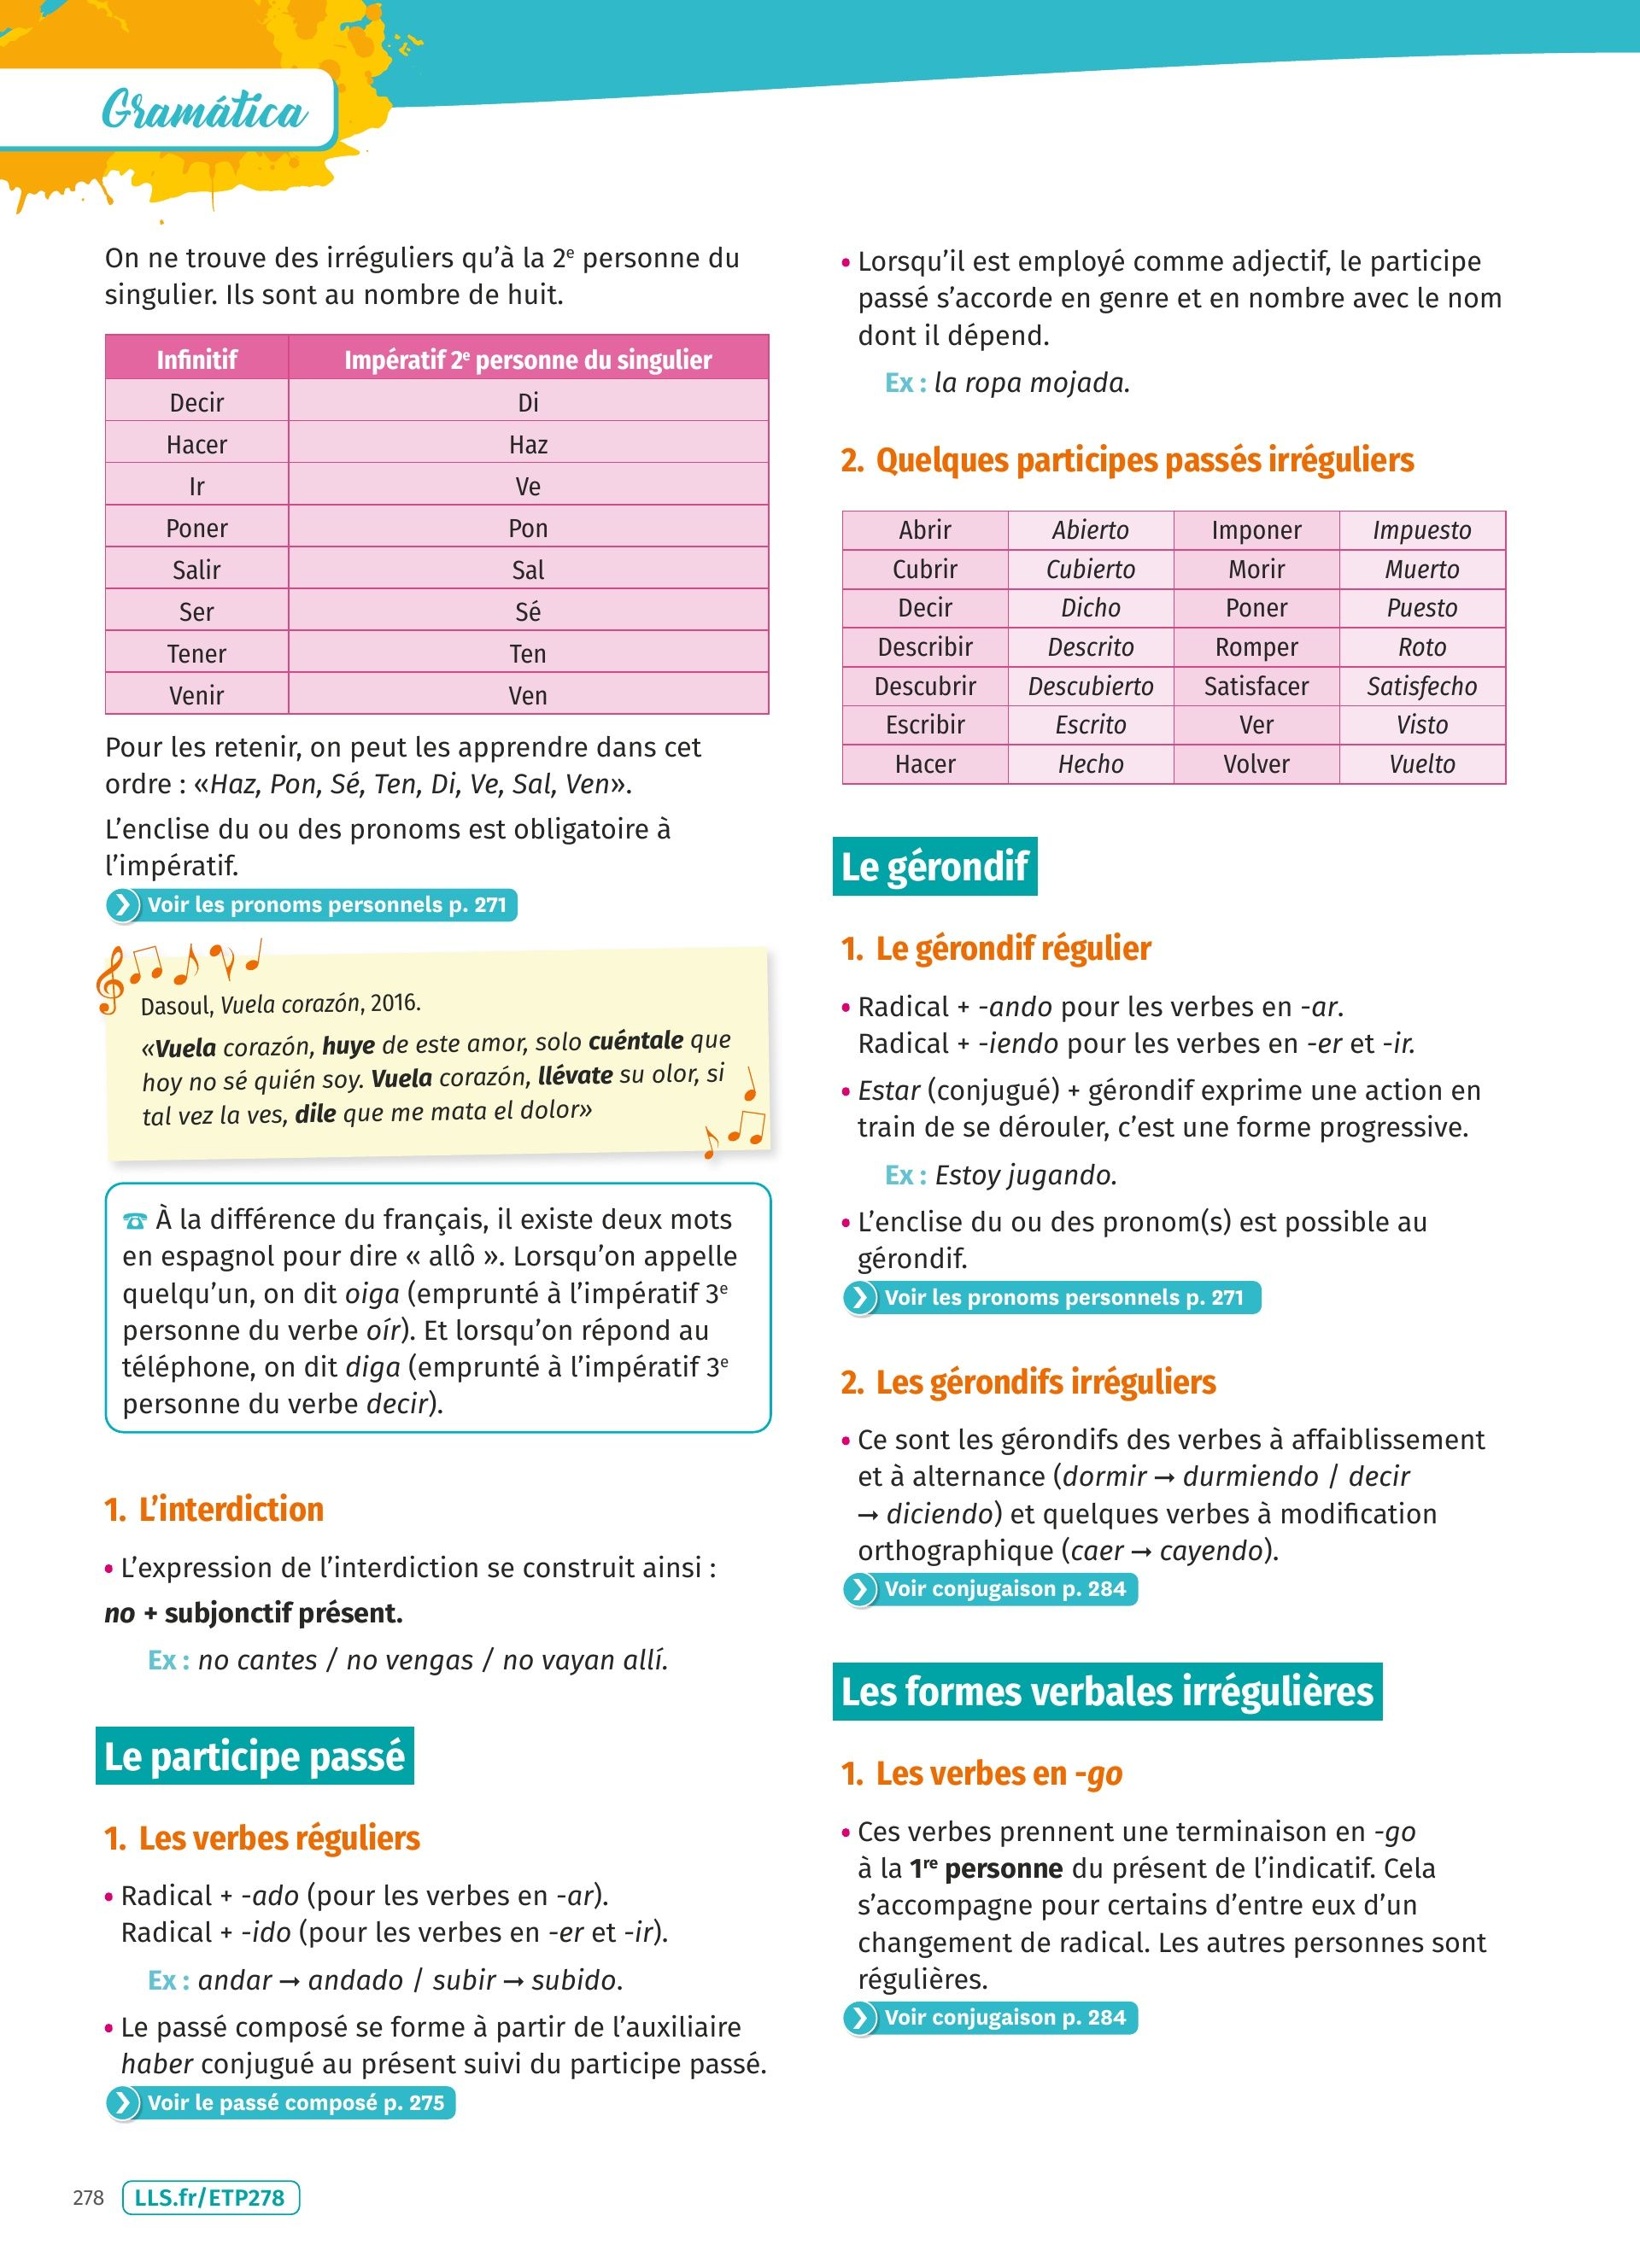 Gramática
On ne trouve des irréguliers qu’à la 2e personne du
singulier. Ils sont au nombre de huit.
Infinitif Impératif 2e personne du singulier
Decir Di
Hacer Haz
Ir Ve
Poner Pon
Salir Sal
Ser Sé
Tener Ten
Venir Ven
Pour les retenir, on peut les apprendre dans cet
ordre : «Haz, Pon, Sé, Ten, Di, Ve, Sal, Ven».
L’enclise du ou des pronoms est obligatoire à
l’impératif.
Voir les pronoms personnels p. 271
Dasoul, Vuela corazón, 2016.
«Vuela corazón, huye de este amor, solo cuéntale que
hoy no sé quién soy. Vuela corazón, llévate su olor, si
tal vez la ves, dile que me mata el dolor»
☎ À la différence du français, il existe deux mots
en espagnol pour dire « allô ». Lorsqu’on appelle
quelqu’un, on dit oiga (emprunté à l’impératif 3e
personne du verbe oír). Et lorsqu’on répond au
téléphone, on dit diga (emprunté à l’impératif 3e
personne du verbe decir).
1. L’interdiction
• L’expression de l’interdiction se construit ainsi :
no + subjonctif présent.
Ex : no cantes / no vengas / no vayan allí.
Le participe passé
1. Les verbes réguliers
• Radical + -ado (pour les verbes en -ar).
Radical + -ido (pour les verbes en -er et -ir).
Ex : andar → andado / subir → subido.
• Le passé composé se forme à partir de l’auxiliaire
haber conjugué au présent suivi du participe passé.
Voir le passé composé p. 275
• Lorsqu’il est employé comme adjectif, le participe
passé s’accorde en genre et en nombre avec le nom
dont il dépend.
Ex : la ropa mojada.
2. Quelques participes passés irréguliers
Abrir Abierto Imponer Impuesto
Cubrir Cubierto Morir Muerto
Decir Dicho Poner Puesto
Describir Descrito Romper Roto
Descubrir Descubierto Satisfacer Satisfecho
Escribir Escrito Ver Visto
Hacer Hecho Volver Vuelto
Le gérondif
1. Le gérondif régulier
• Radical + -ando pour les verbes en -ar.
Radical + -iendo pour les verbes en -er et -ir.
• Estar (conjugué) + gérondif exprime une action en
train de se dérouler, c’est une forme progressive.
Ex : Estoy jugando.
• L’enclise du ou des pronom(s) est possible au
gérondif.
Voir les pronoms personnels p. 271
2. Les gérondifs irréguliers
• Ce sont les gérondifs des verbes à affaiblissement
et à alternance (dormir → durmiendo / decir
→ diciendo) et quelques verbes à modification
orthographique (caer → cayendo).
Voir conjugaison p. 284
Les formes verbales irrégulières
1. Les verbes en -go
• Ces verbes prennent une terminaison en -go
à la 1re personne du présent de l’indicatif. Cela
s’accompagne pour certains d’entre eux d’un
changement de radical. Les autres personnes sont
régulières.
Voir conjugaison p. 284
278 LLS.fr/ETP278